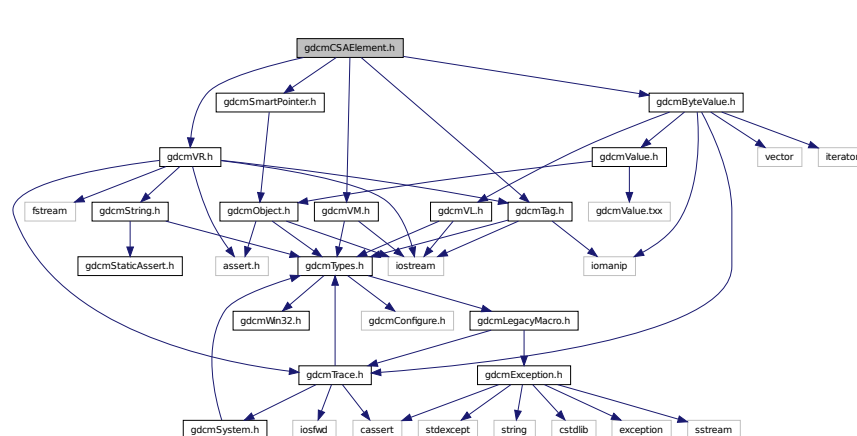 gdcmCSAElement.h
gdcmSmartPointer.h
gdcmByteValue.h
gdcmVR.h
gdcmValue.h
vector
iterator
fstream
gdcmString.h
gdcmObject.h
gdcmVM.h
gdcmVL.h
gdcmTag.h
gdcmValue.txx
gdcmStaticAssert.h
assert.h
gdcmTypes.h
iostream
iomanip
gdcmWin32.h
gdcmConfigure.h
gdcmLegacyMacro.h
gdcmTrace.h
gdcmException.h
gdcmSystem.h
iosfwd
cassert
stdexcept
string
cstdlib
exception
sstream